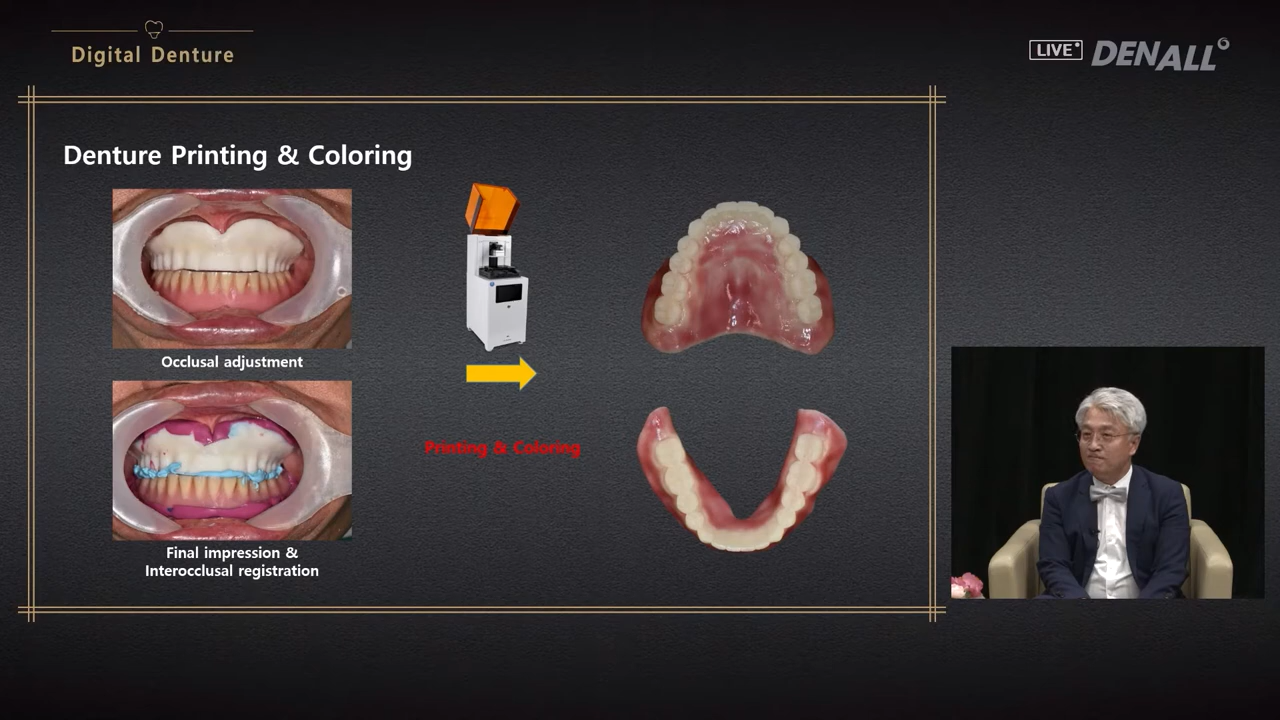 Digital Denture
LIVE
DENALL
Denture Printing & Coloring
Occlusal adjustment
Printing & Coloring
Final impression &
Interocclusal registration